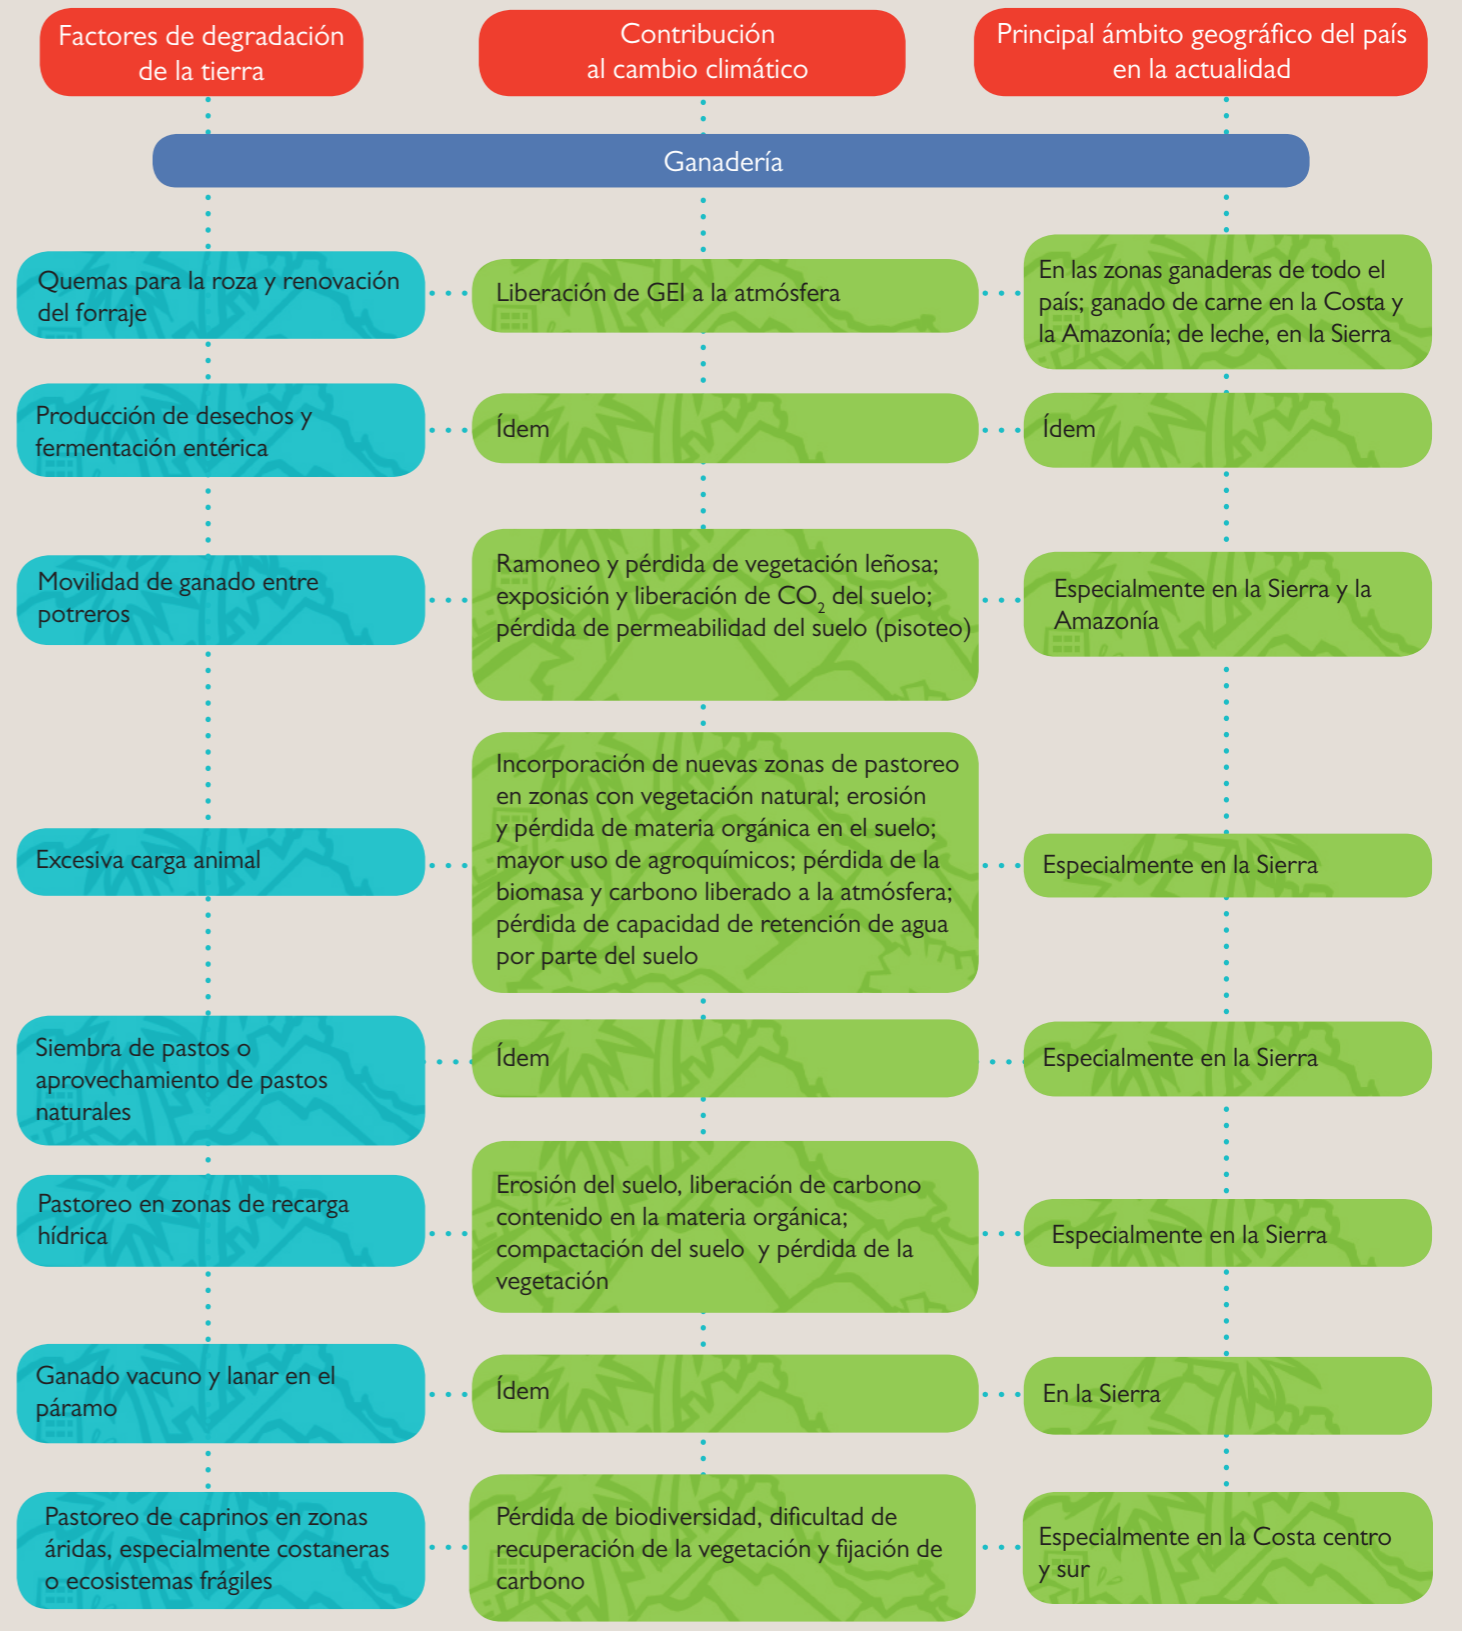 Factores de degradación
de la tierra
Contribución
al cambio climático
Principal ámbito geográfico del país
en la actualidad
Ganadería
Quemas para la roza y renovación
del forraje
Liberación de GEI a la atmósfera
En las zonas ganaderas de todo el
país; ganado de carne en la Costa y
la Amazonía; de leche, en la Sierra
Producción de desechos y
fermentación entérica
Ídem
Ídem
Movilidad de ganado entre
potreros
Ramoneo y pérdida de vegetación leñosa;
exposición y liberación de CO₂ del suelo;
pérdida de permeabilidad del suelo (pisoteo)
Especialmente en la Sierra y la
Amazonía
Excesiva carga animal
Incorporación de nuevas zonas de pastoreo
en zonas con vegetación natural; erosión
y pérdida de materia orgánica en el suelo;
mayor uso de agroquímicos; pérdida de la
biomasa y carbono liberado a la atmósfera;
pérdida de capacidad de retención de agua
por parte del suelo
Especialmente en la Sierra
Siembra de pastos o
aprovechamiento de pastos
naturales
Ídem
Especialmente en la Sierra
Pastoreo en zonas de recarga
hídrica
Erosión del suelo, liberación de carbono
contenido en la materia orgánica;
compactación del suelo y pérdida de la
vegetación
Especialmente en la Sierra
Ganado vacuno y lanar en el
páramo
Ídem
En la Sierra
Pastoreo de caprinos en zonas
áridas, especialmente costaneras
o ecosistemas frágiles
Pérdida de biodiversidad, dificultad de
recuperación de la vegetación y fijación de
carbono
Especialmente en la Costa centro
y sur